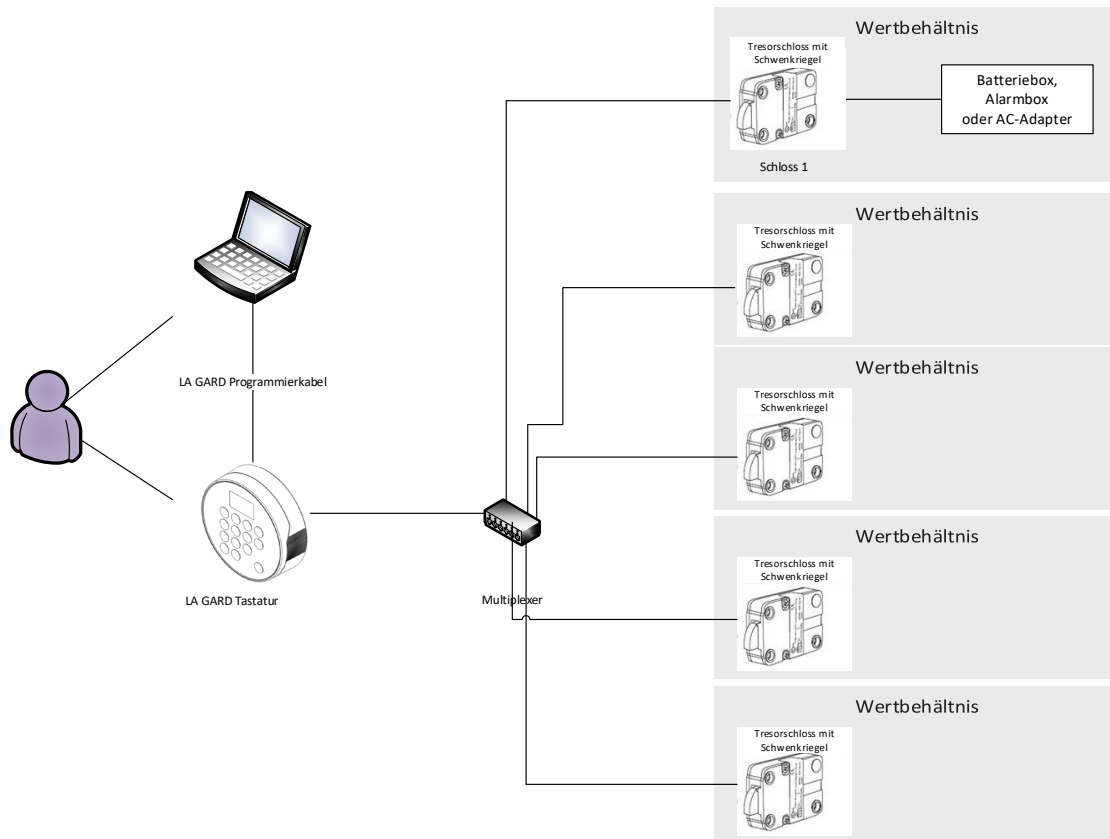 Wertbehältnis
Tresorschloss mit
Schwenkriegel
Batteriebox,
Alarmbox
oder AC-Adapter
Schloss 1
Wertbehältnis
Tresorschloss mit
Schwenkriegel
LA GARD Programmierkabel
Wertbehältnis
Tresorschloss mit
Schwenkriegel
LA GARD Tastatur
Multiplexer
Wertbehältnis
Tresorschloss mit
Schwenkriegel
Wertbehältnis
Tresorschloss mit
Schwenkriegel